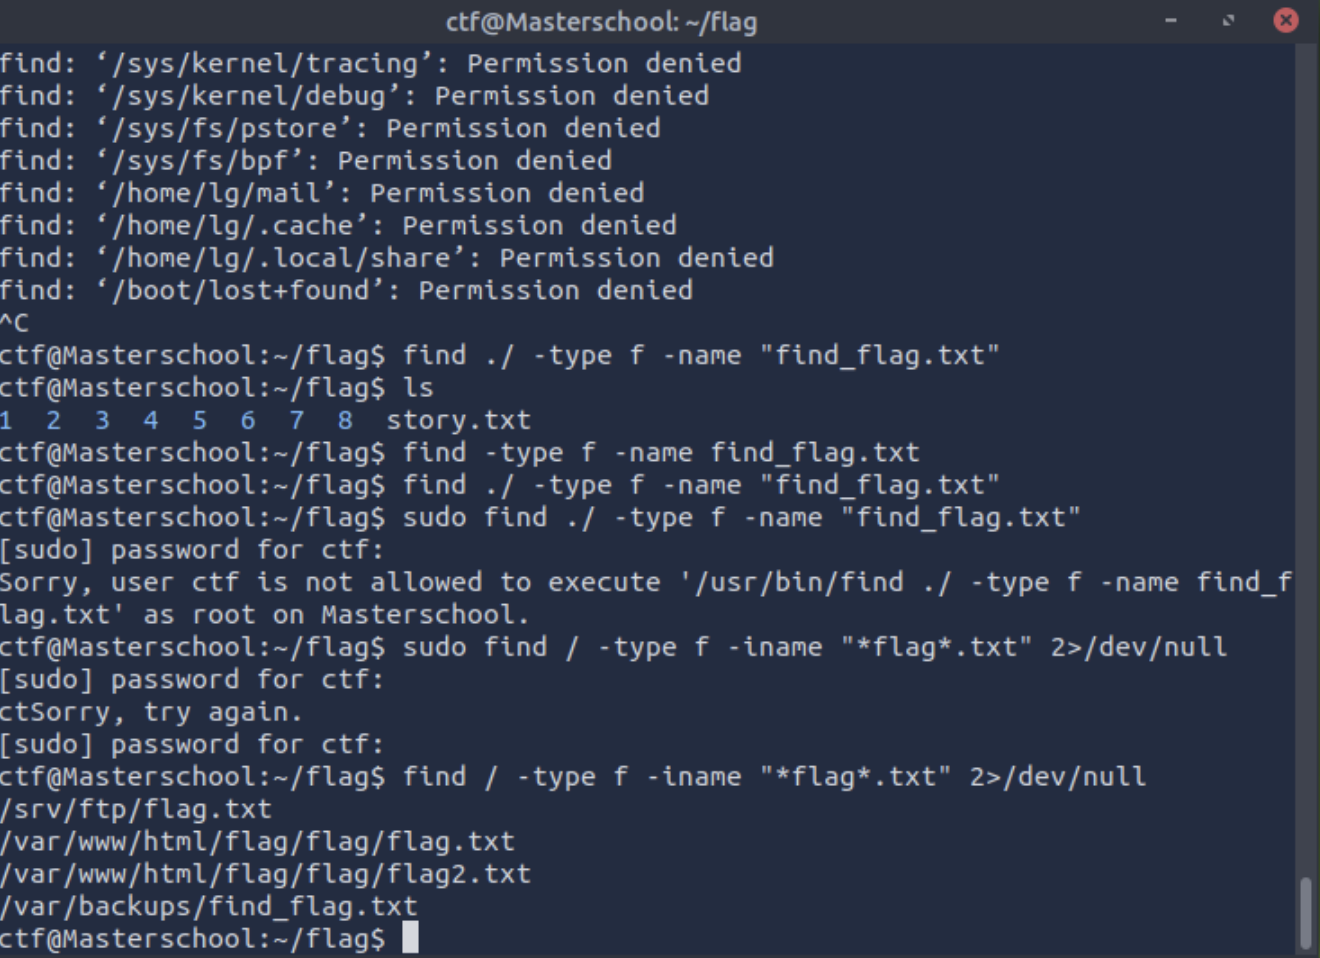 ctf@Masterschool: ~/flag
find: ‘/sys/kernel/tracing’: Permission denied
find: ‘/sys/kernel/debug’: Permission denied
find: ‘/sys/fs/pstore’: Permission denied
find: ‘/sys/fs/bpf’: Permission denied
find: ‘/home/lg/mail’: Permission denied
find: ‘/home/lg/.cache’: Permission denied
find: ‘/home/lg/.local/share’: Permission denied
find: ‘/boot/lost+found’: Permission denied
^C
ctf@Masterschool:~/flag$ find ./ -type f -name "find_flag.txt"
ctf@Masterschool:~/flag$ ls
1  2  3  4  5  6  7  8  story.txt
ctf@Masterschool:~/flag$ find -type f -name find_flag.txt
ctf@Masterschool:~/flag$ find ./ -type f -name "find_flag.txt"
ctf@Masterschool:~/flag$ sudo find ./ -type f -name "find_flag.txt"
[sudo] password for ctf:
Sorry, user ctf is not allowed to execute '/usr/bin/find ./ -type f -name find_f
lag.txt' as root on Masterschool.
ctf@Masterschool:~/flag$ sudo find / -type f -iname "*flag*.txt" 2>/dev/null
[sudo] password for ctf:
ctSorry, try again.
[sudo] password for ctf:
ctf@Masterschool:~/flag$ find / -type f -iname "*flag*.txt" 2>/dev/null
/srv/ftp/flag.txt
/var/www/html/flag/flag/flag.txt
/var/www/html/flag/flag/flag2.txt
/var/backups/find_flag.txt
ctf@Masterschool:~/flag$